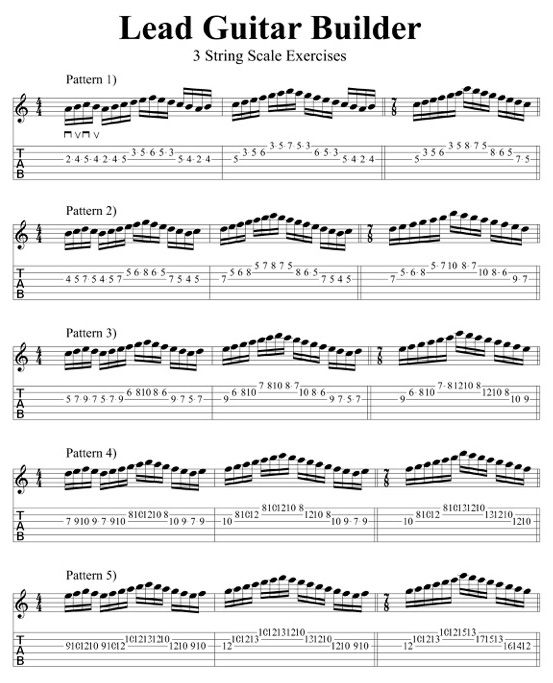 Lead Guitar Builder
3 String Scale Exercises
Pattern 1)
4 4 7 8
T A B 2 4 5 4 2 4 5 3 5 6 5 3 5 4 2 4 5 3 5 6 3 5 7 5 3 6 5 3 5 4 2 4 5 3 5 6 3 5 8 7 5 8 6 5 7 5
Pattern 2)
4 4 7 8
T A B 4 5 7 5 4 5 7 5 6 8 6 5 7 5 4 5 7 5 6 8 5 7 8 7 5 8 6 5 7 5 4 5 7 5 6 8 5 7 10 8 7 10 8 6 9 7
Pattern 3)
4 4 7 8
T A B 5 7 9 7 5 7 9 6 8 10 8 6 9 7 5 7 9 6 8 10 7 8 10 8 7 10 8 6 9 7 5 7 9 6 8 10 7 8 12 10 8 12 10 8 10 9
Pattern 4)
4 4 7 8
T A B 7 9 10 9 7 9 10 8 10 12 10 8 10 9 7 9 10 8 10 12 8 10 12 10 8 12 10 8 10 9 7 9 10 8 10 12 8 10 13 12 10 13 12 10 12 10
Pattern 5)
4 4 7 8
T A B 9 10 12 10 9 10 12 10 12 13 12 10 12 10 9 10 12 10 12 13 10 12 13 12 10 13 12 10 12 10 9 10 12 10 12 13 10 12 15 13 17 15 13 16 14 12